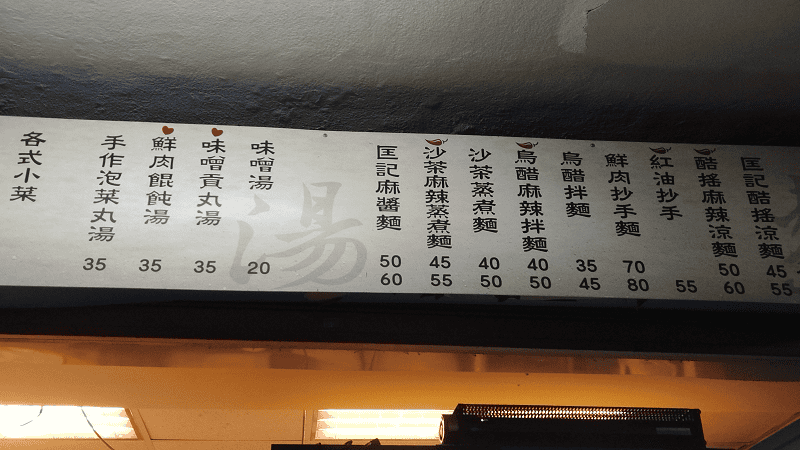 匡記酷搖涼麵 45 55
酷搖麻辣涼麵 50 60
紅油抄手 55
鮮肉抄手麵 70 80
烏醋拌麵 35 45
烏醋麻辣拌麵 40 50
沙茶蒸煮麵 40 50
沙茶麻辣蒸煮麵 45 55
匡記麻醬麵 50 60
湯
味噌湯 20
味噌貢丸湯 35
鮮肉餛飩湯 35
手作泡菜丸湯 35
各式小菜